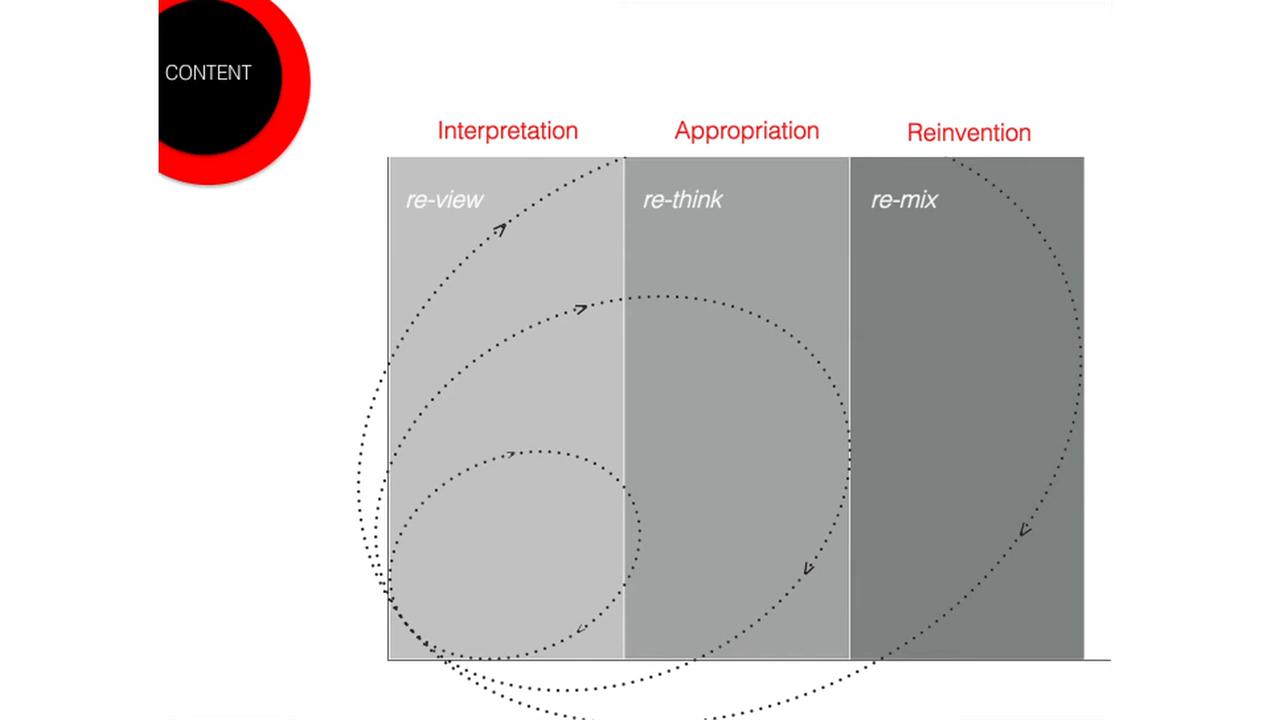 CONTENT
Interpretation
Appropriation
Reinvention
re-view
re-think
re-mix